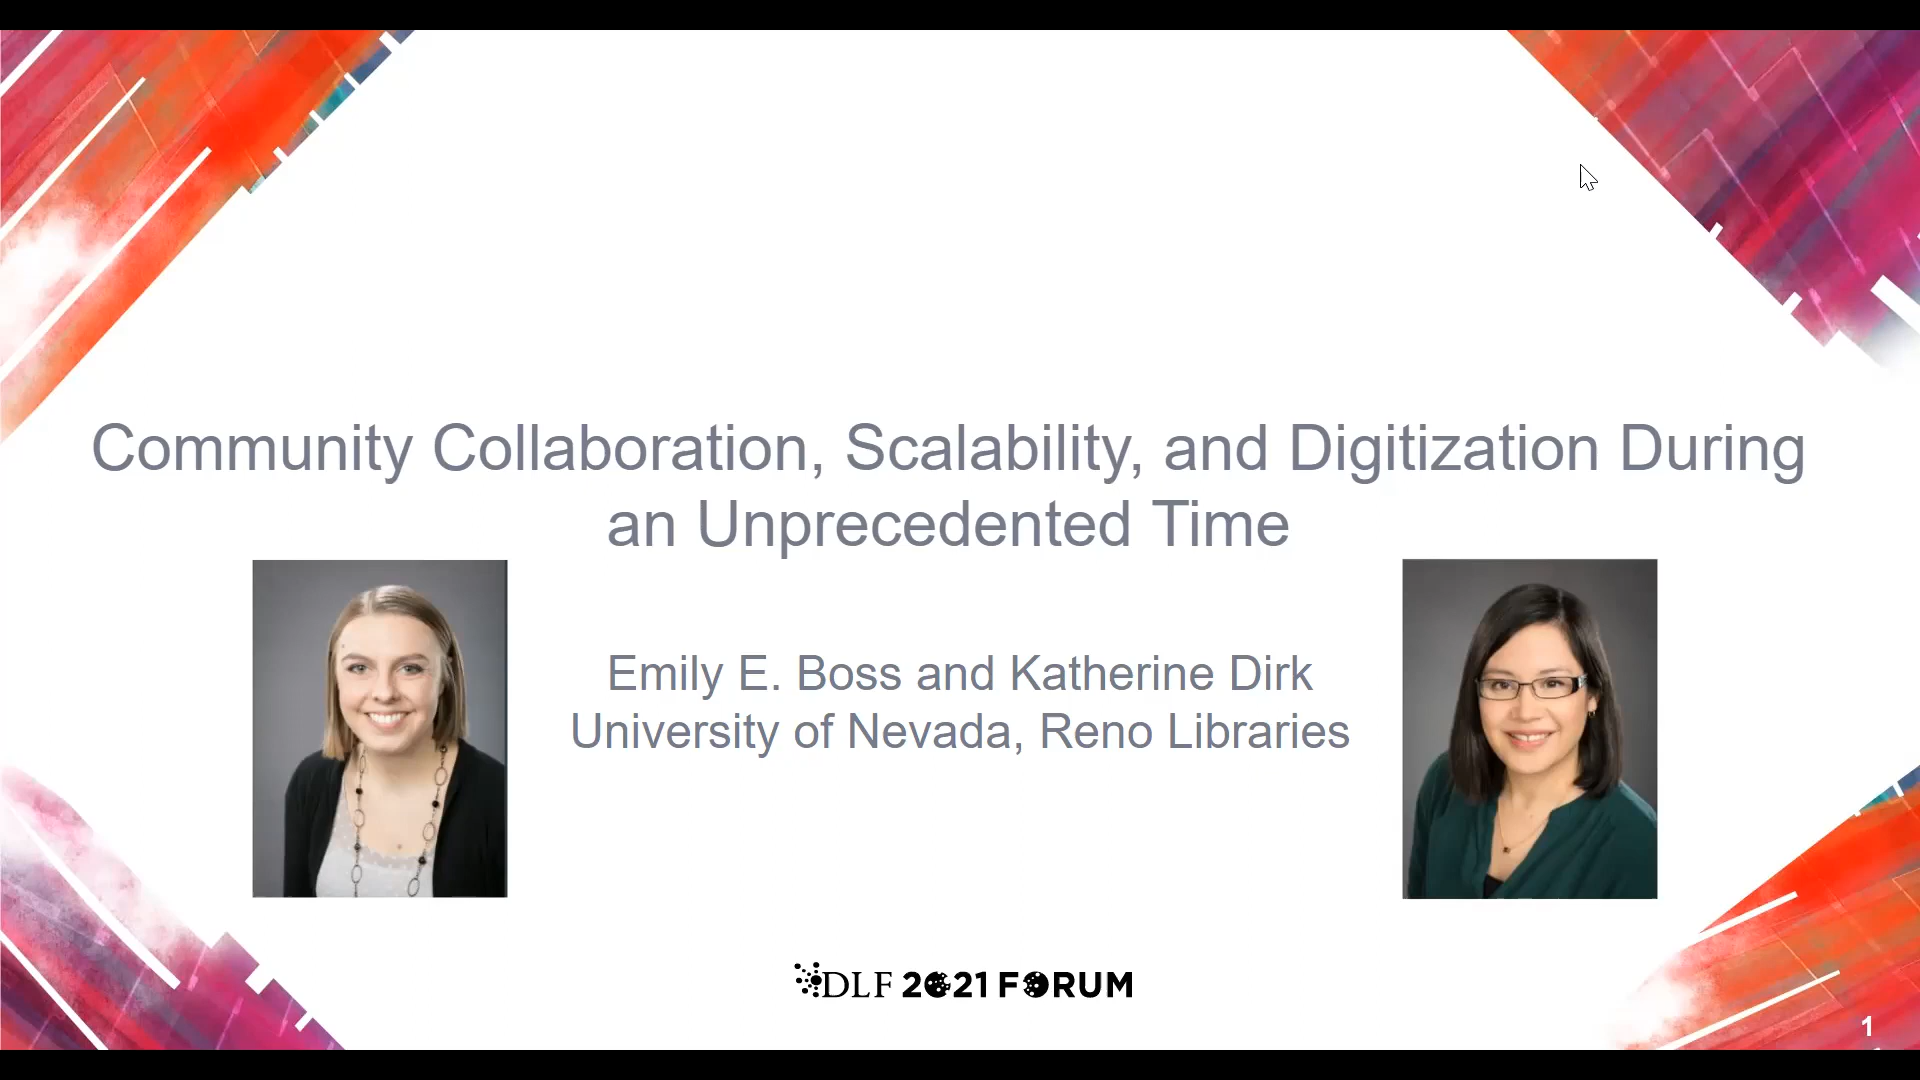 Community Collaboration, Scalability, and Digitization During
an Unprecedented Time
Emily E. Boss and Katherine Dirk
University of Nevada, Reno Libraries
DLF 2021 FORUM
1